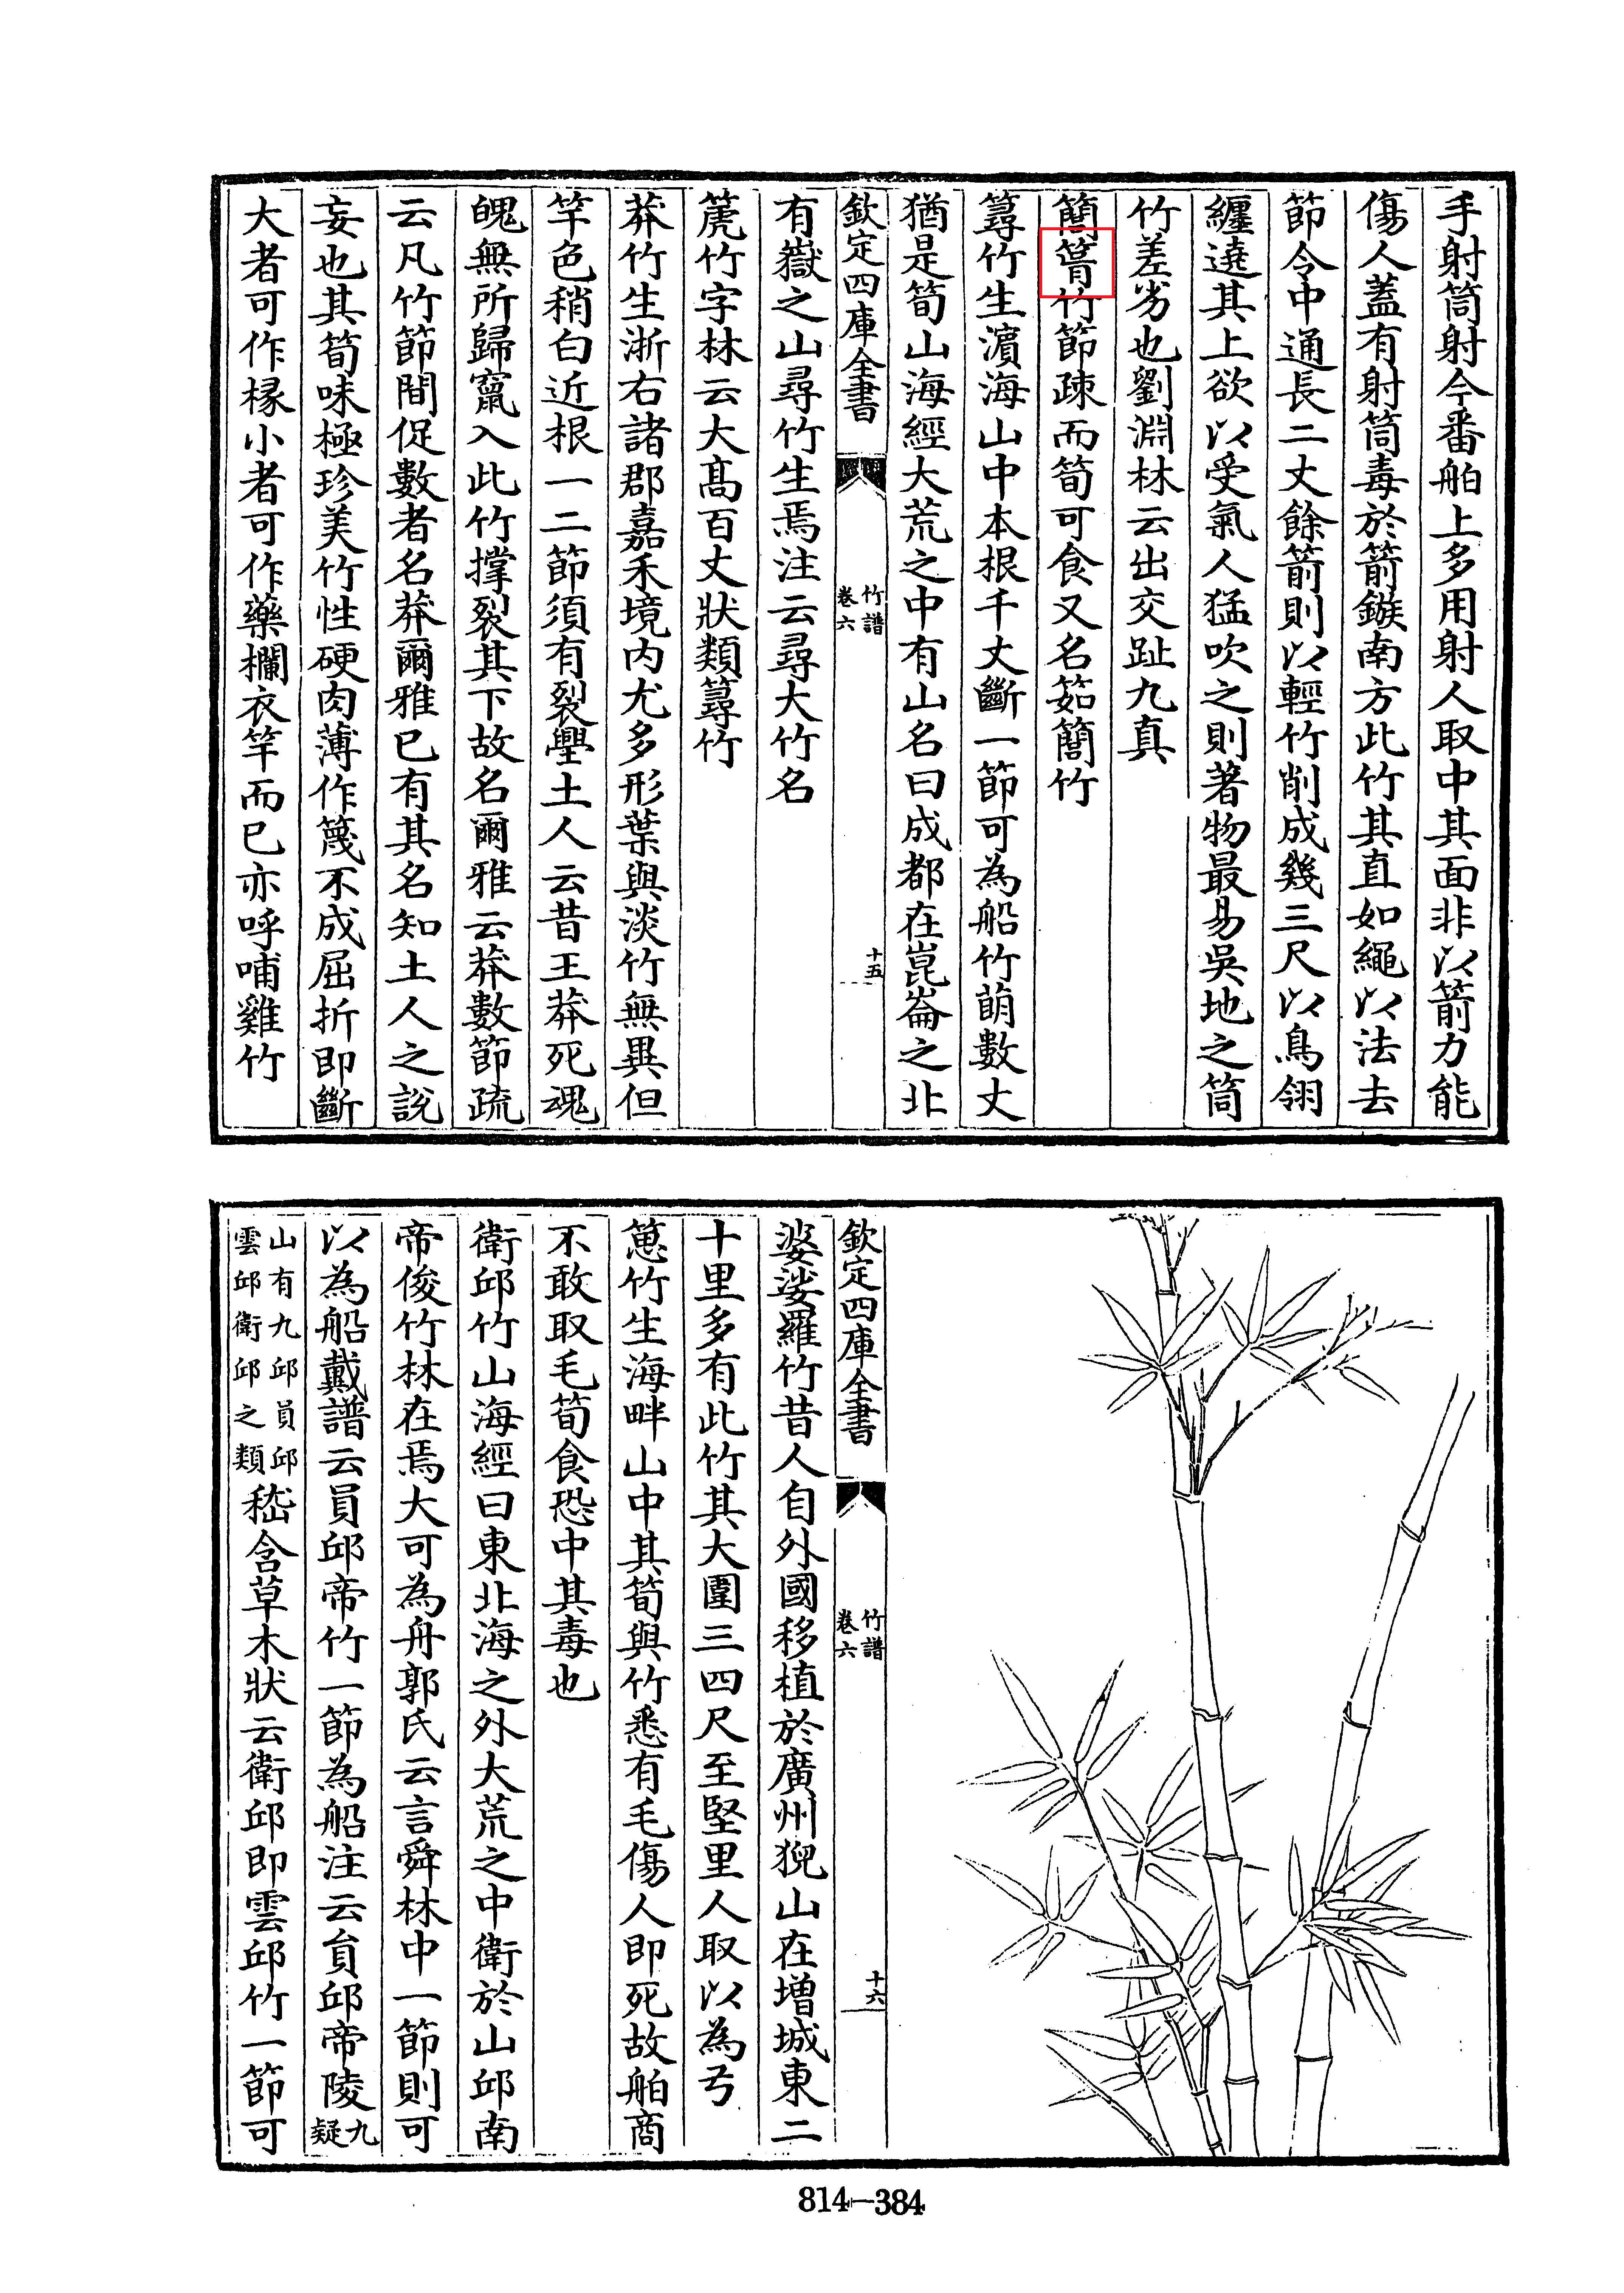 手射筒射今番舶上多用射人取中其面非以箭力能
傷人蓋有射筒毒於箭鏃南方此竹其直如繩以法去
節令中通長二丈餘箭則以輕竹削成幾三尺以鳥翎
纏遶其上欲以受氣人猛吹之則著物最易吳地之筒
竹差劣也劉淵林云出交趾九真
簡竹節疎而筍可食又名筎簡竹
簟竹生濵海山中本根千丈斷一節可為船竹萌數丈
猶是筍山海經大荒之中有山名曰成都在崑崙之北
欽定四庫全書
竹譜
卷六
十五
有嶽之山尋竹生焉注云尋大竹名
篪竹字林云大髙百丈狀類簟竹
莽竹生浙右諸郡嘉禾境内尤多形葉與淡竹無異但
竿色稍白近根一二節須有裂舋土人云昔王莽死魂
魄無所歸竄入此竹撑裂其下故名爾雅云莽數節疏
云凡竹節間促數者名莽爾雅已有其名知土人之說
妄也其筍味極珍美竹性硬肉薄作篾不成屈折即斷
大者可作椽小者可作藥欄衣竿而已亦呼哺雞竹
欽定四庫全書
竹譜
卷六
十六
婆娑羅竹昔人自外國移植於廣州猊山在増城東二
十里多有此竹其大圍三四尺至堅里人取以為弓
箽竹生海畔山中其筍與竹悉有毛傷人即死故舶商
不敢取毛筍食恐中其毒也
衛邱竹山海經曰東北海之外大荒之中衛於山邱南
帝俊竹林在焉大可為舟郭氏云言舜林中一節則可
以為船戴譜云員邱帝竹一節為船注云員邱帝陵九疑
山有九邱員邱雲邱衛邱之類嵇含草木狀云衛邱即雲邱竹一節可
814—384